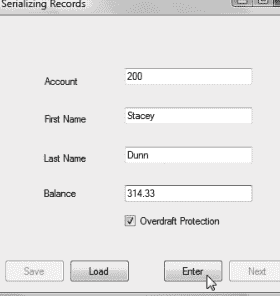 Serializing Records
Account 200
First Name Stacey
Last Name Dunn
Balance 314.33
Overdraft Protection
Save Load Enter Next